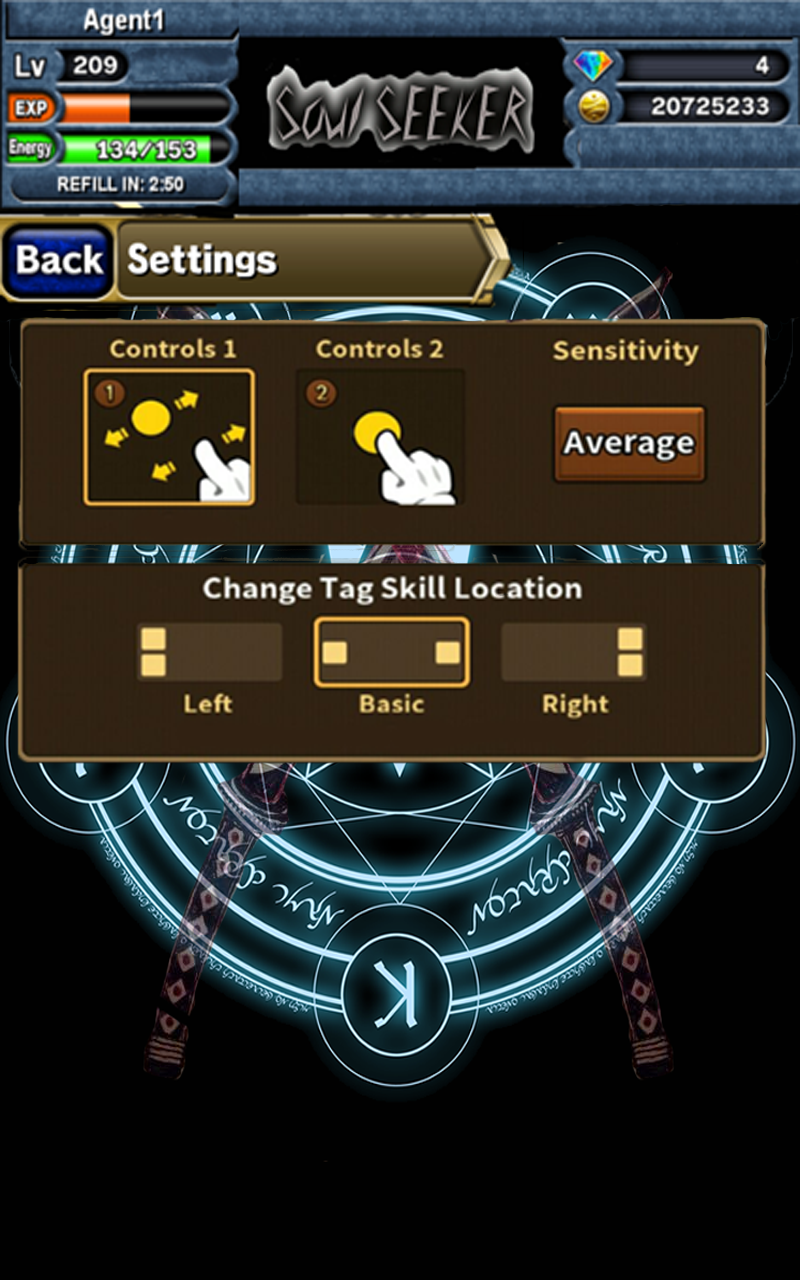 Agent1
Lv 209
EXP
Energy 134/153
REFILL IN: 2:50
SOUl SEEKER
4
20725233
Back Settings
Controls 1
Controls 2
Sensitivity
1
2
Average
Change Tag Skill Location
Left
Basic
Right
K